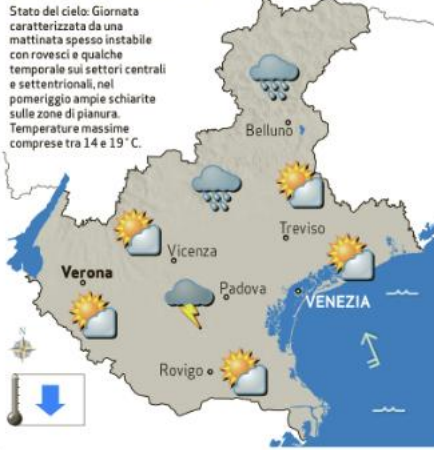 Stato del cielo: Giornata
caratterizzata da una
mattinata spesso instabile
con rovesci e qualche
temporale sui settori centrali
e settentrionali, nel
pomeriggio ampie schiarite
sulle zone di pianura.
Temperature massime
comprese tra 14 e 19°C.
Belluno
Treviso
Vicenza
Verona
Padova
VENEZIA
Rovigo